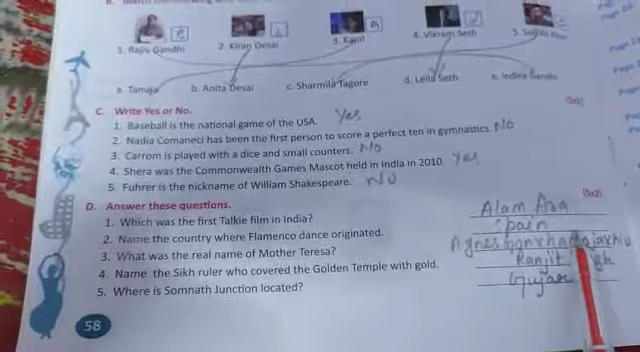 1. Rajiv Gandhi
2. Kiran Desai
3. Kajol
4. Vikram Seth
a. Tanuja
b. Anita Desai
c. Sharmila Tagore
d. Leila Seth
e. Indira Gandhi
C. Write Yes or No. (5x2)
1. Baseball is the national game of the USA. Yes
2. Nadia Comaneci has been the first person to score a perfect ten in gymnastics. No
3. Carrom is played with a dice and small counters. No
4. Shera was the Commonwealth Games Mascot held in India in 2010. Yes
5. Fuhrer is the nickname of William Shakespeare. No
D. Answer these questions. (5x2)
1. Which was the first Talkie film in India? Alam Ara
2. Name the country where Flamenco dance originated. Spain
3. What was the real name of Mother Teresa? Agnes
4. Name the Sikh ruler who covered the Golden Temple with gold. Ranjit
5. Where is Somnath Junction located?
58